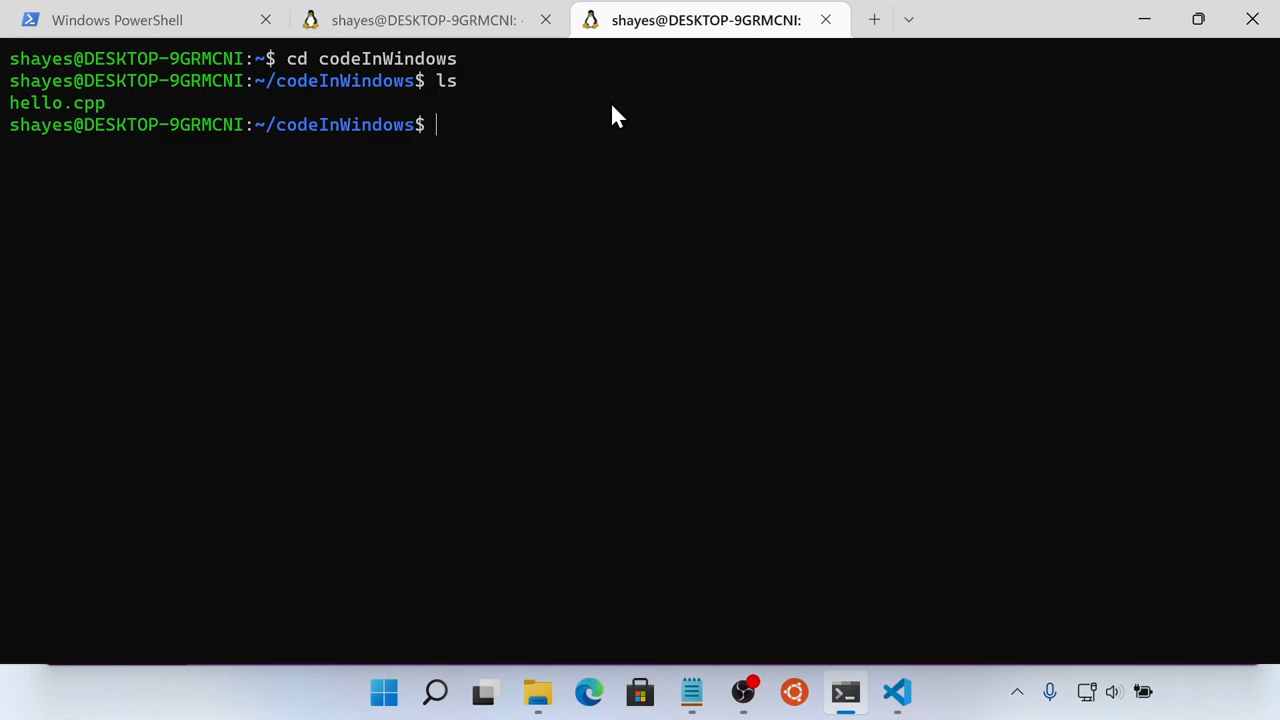 Windows PowerShell
shayes@DESKTOP-9GRMCNI:
shayes@DESKTOP-9GRMCNI:
shayes@DESKTOP-9GRMCNI:~$ cd codeInWindows
shayes@DESKTOP-9GRMCNI:~/codeInWindows$ ls
hello.cpp
shayes@DESKTOP-9GRMCNI:~/codeInWindows$